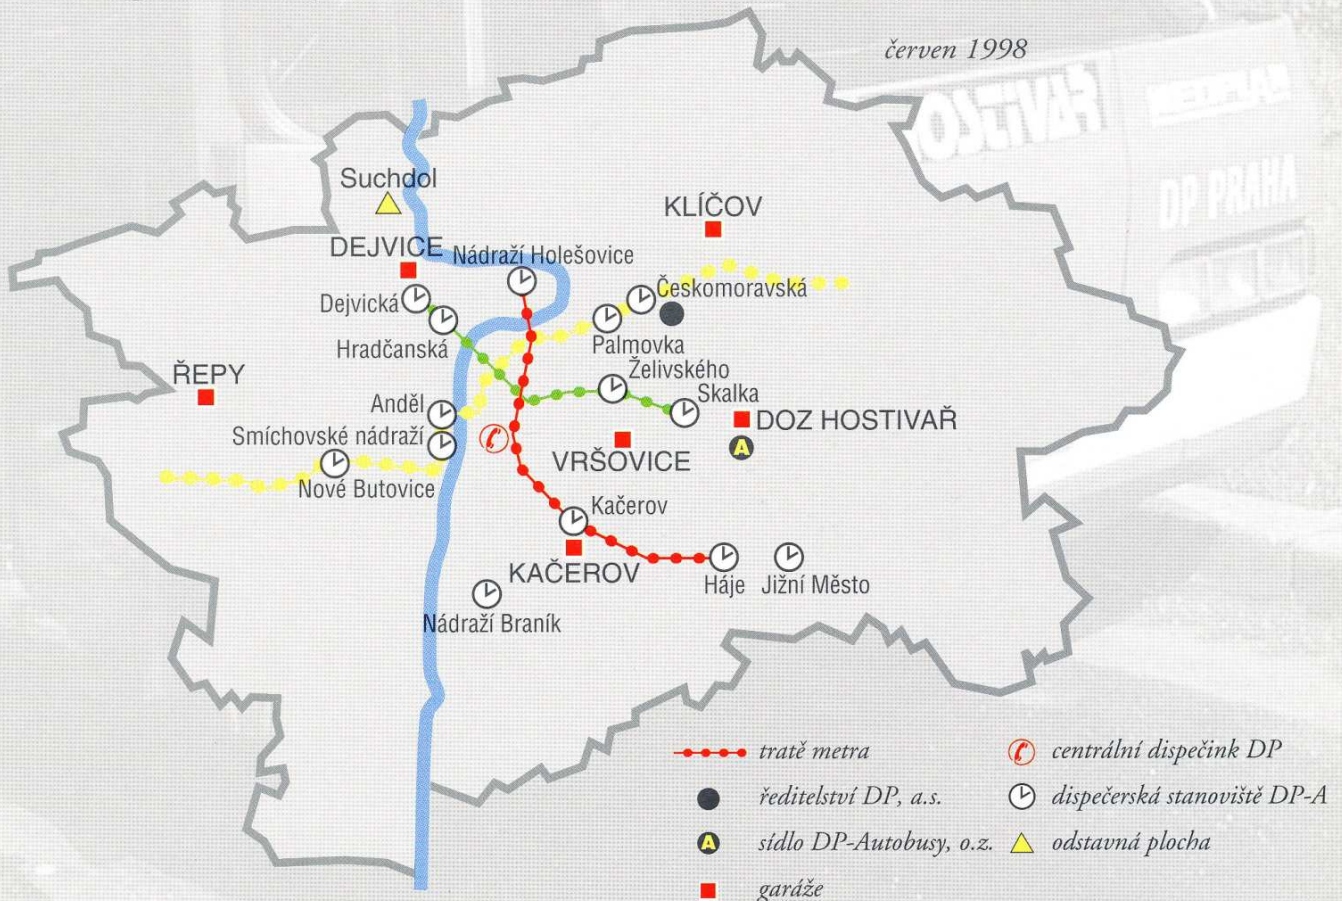 červen 1998
OSTIVAŘ
KEDPLAN
DP PRAHA
Suchdol
KLÍČOV
DEJVICE
Nádraží Holešovice
Českomoravská
Dejvická
Hradčanská
Palmovka
Želivského
ŘEPY
Skalka
Anděl
DOZ HOSTIVAŘ
Smíchovské nádraží
A
VRŠOVICE
Nové Butovice
Kačerov
KAČEROV
Háje
Jižní Město
Nádraží Braník
tratě metra
centrální dispečink DP
ředitelství DP, a.s.
dispečerská stanoviště DP-A
A
sídlo DP-Autobusy, o.z.
odstavná plocha
garáže